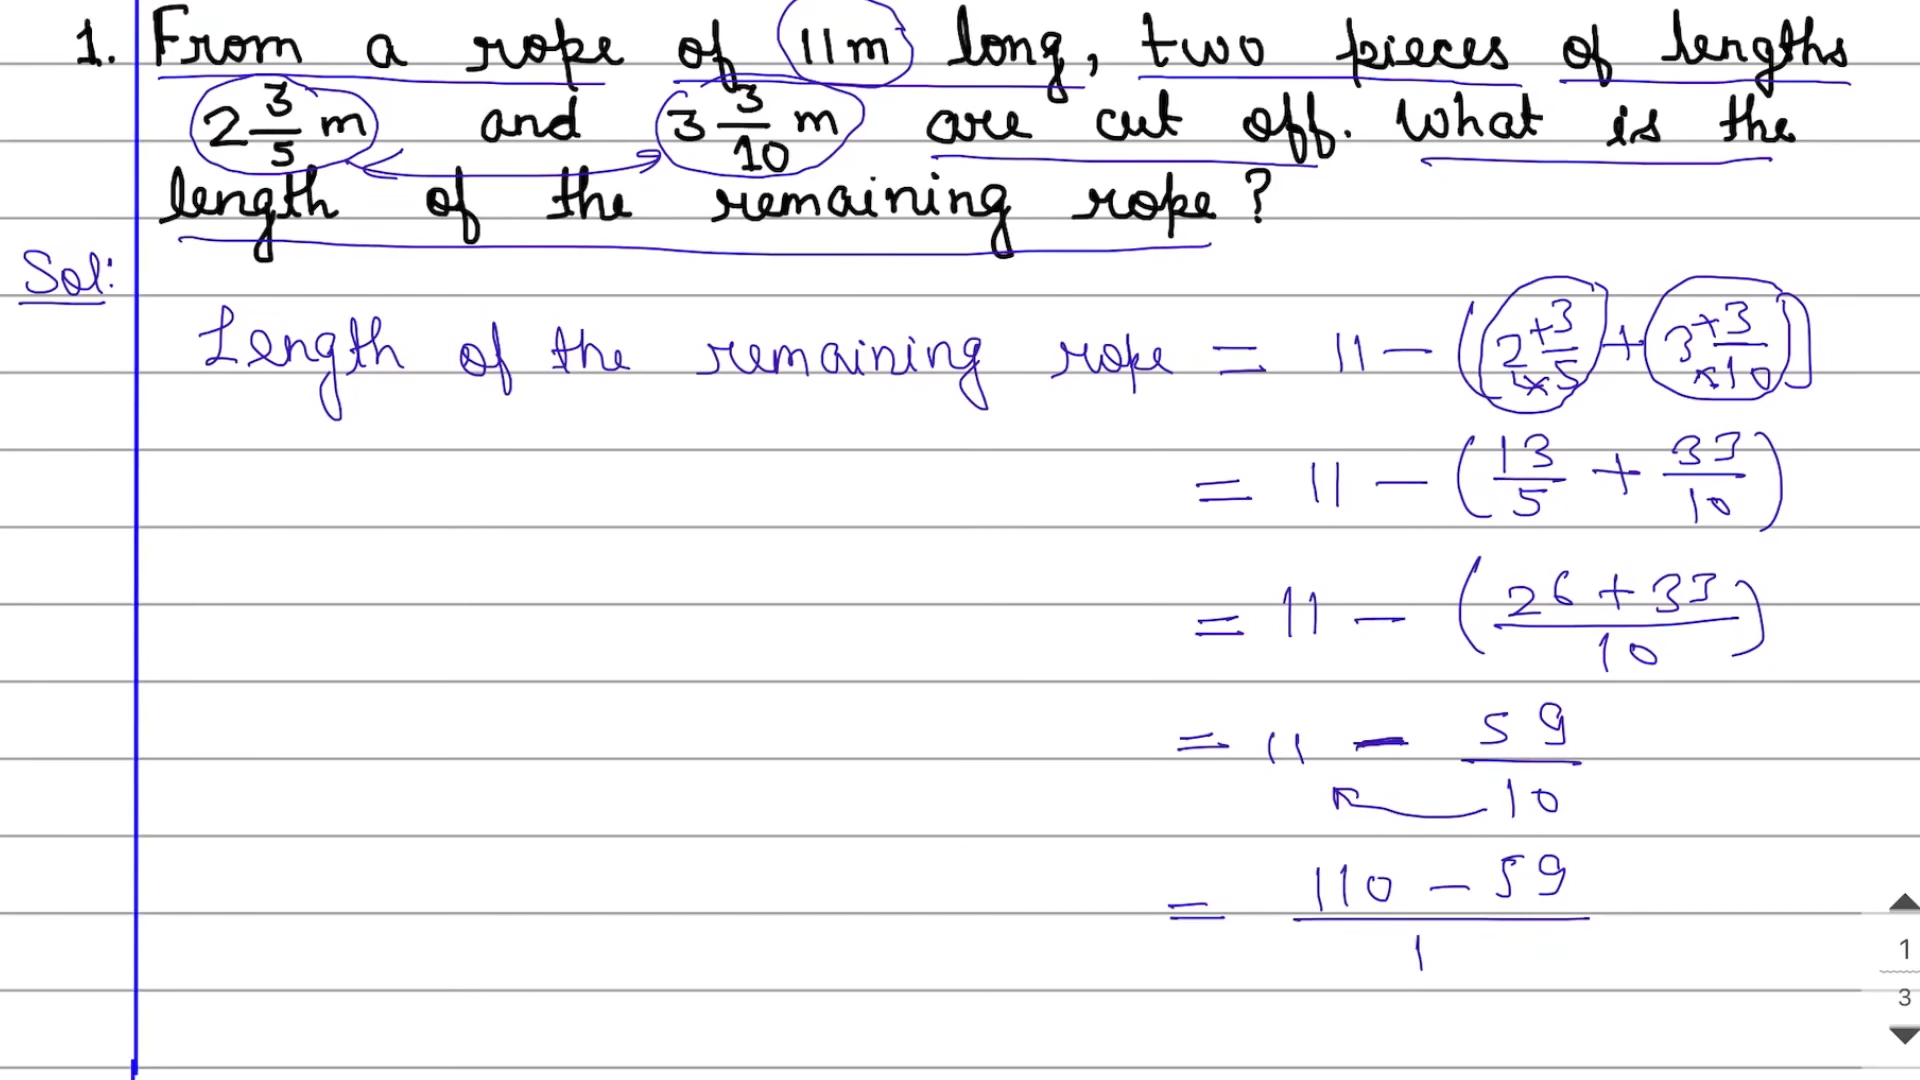 1. From a rope of 11m long, two pieces of lengths
2 3/5 m and 3 3/10 m are cut off. What is the
length of the remaining rope?
Sol:
Length of the remaining rope = 11 - (2 + 3/5 × 5 + 3 + 3/10 × 10)
= 11 - (13/5 + 33/10)
= 11 - (26 + 33/10)
= 11 - 59/10
= 110 - 59/1
1
3